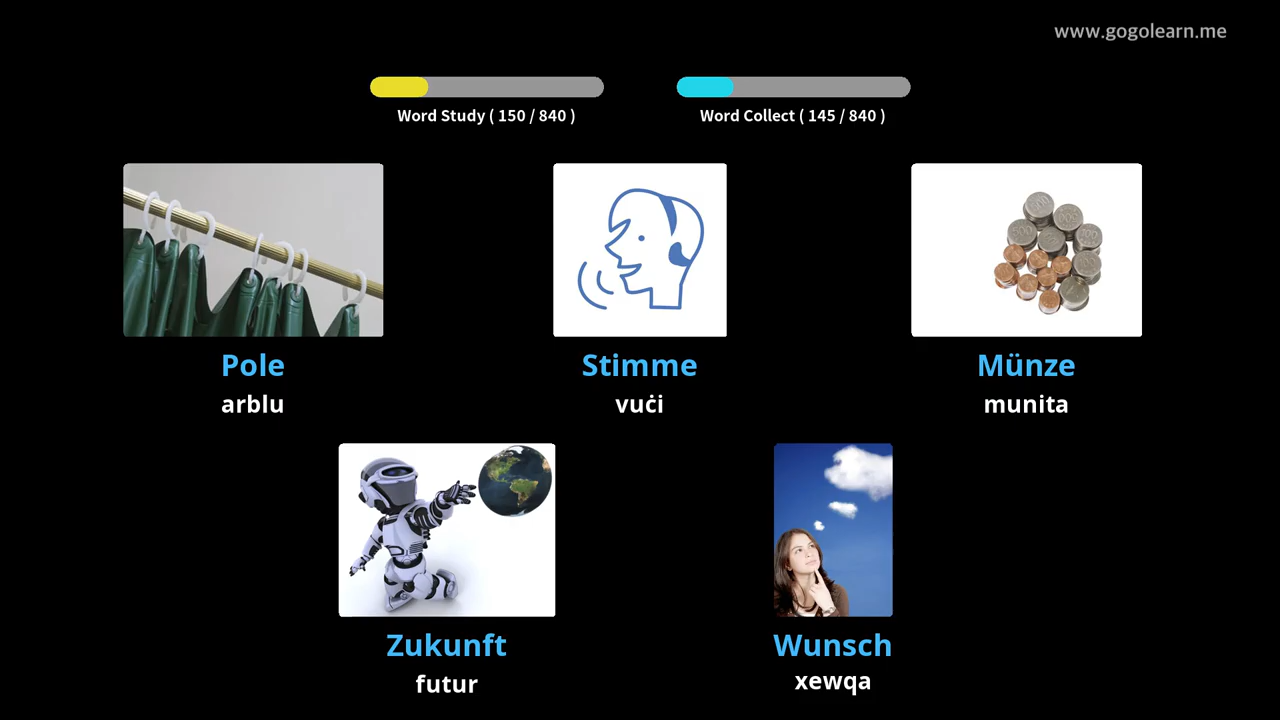 www.gogolearn.me
Word Study ( 150 / 840 )
Word Collect ( 145 / 840 )
Pole
arblu
Stimme
vuċi
Münze
munita
Zukunft
futur
Wunsch
xewqa